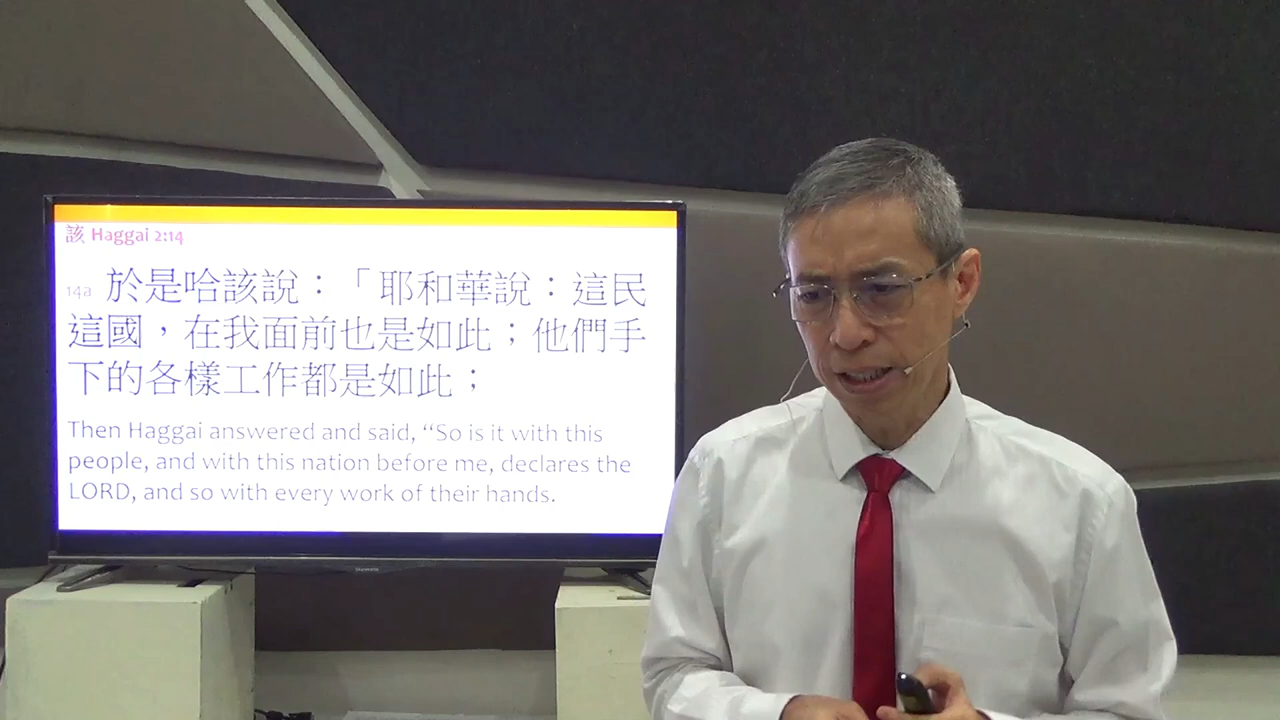 該 Haggai 2:14
14a 於是哈該說：「耶和華說：這民
這國，在我面前也是如此；他們手
下的各樣工作都是如此；
Then Haggai answered and said, “So is it with this
people, and with this nation before me, declares the
LORD, and so with every work of their hands.